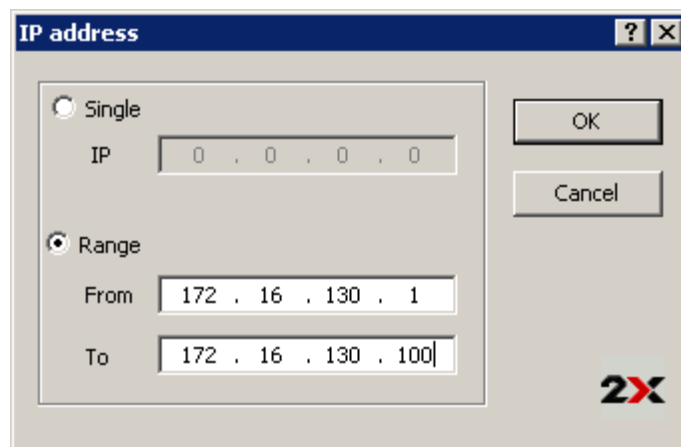 IP address
? X
Single
OK
IP 0 . 0 . 0 . 0
Cancel
Range
From 172 . 16 . 130 . 1
To 172 . 16 . 130 . 100
2X